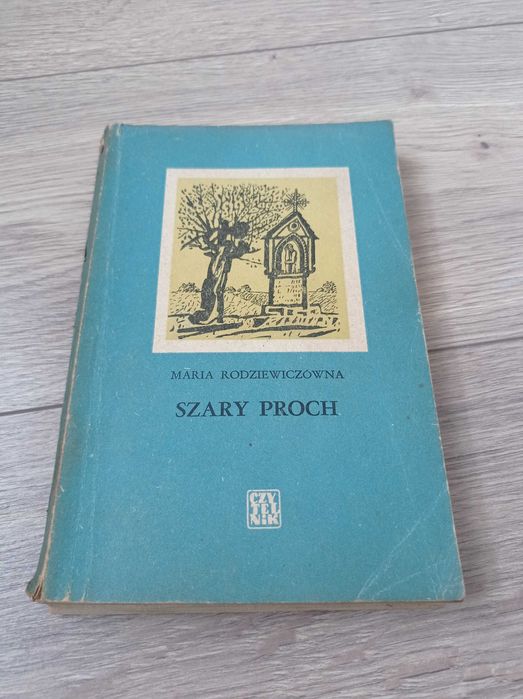 MARIA RODZIEWICZÓWNA
SZARY PROCH
CZY
TEL
NIK